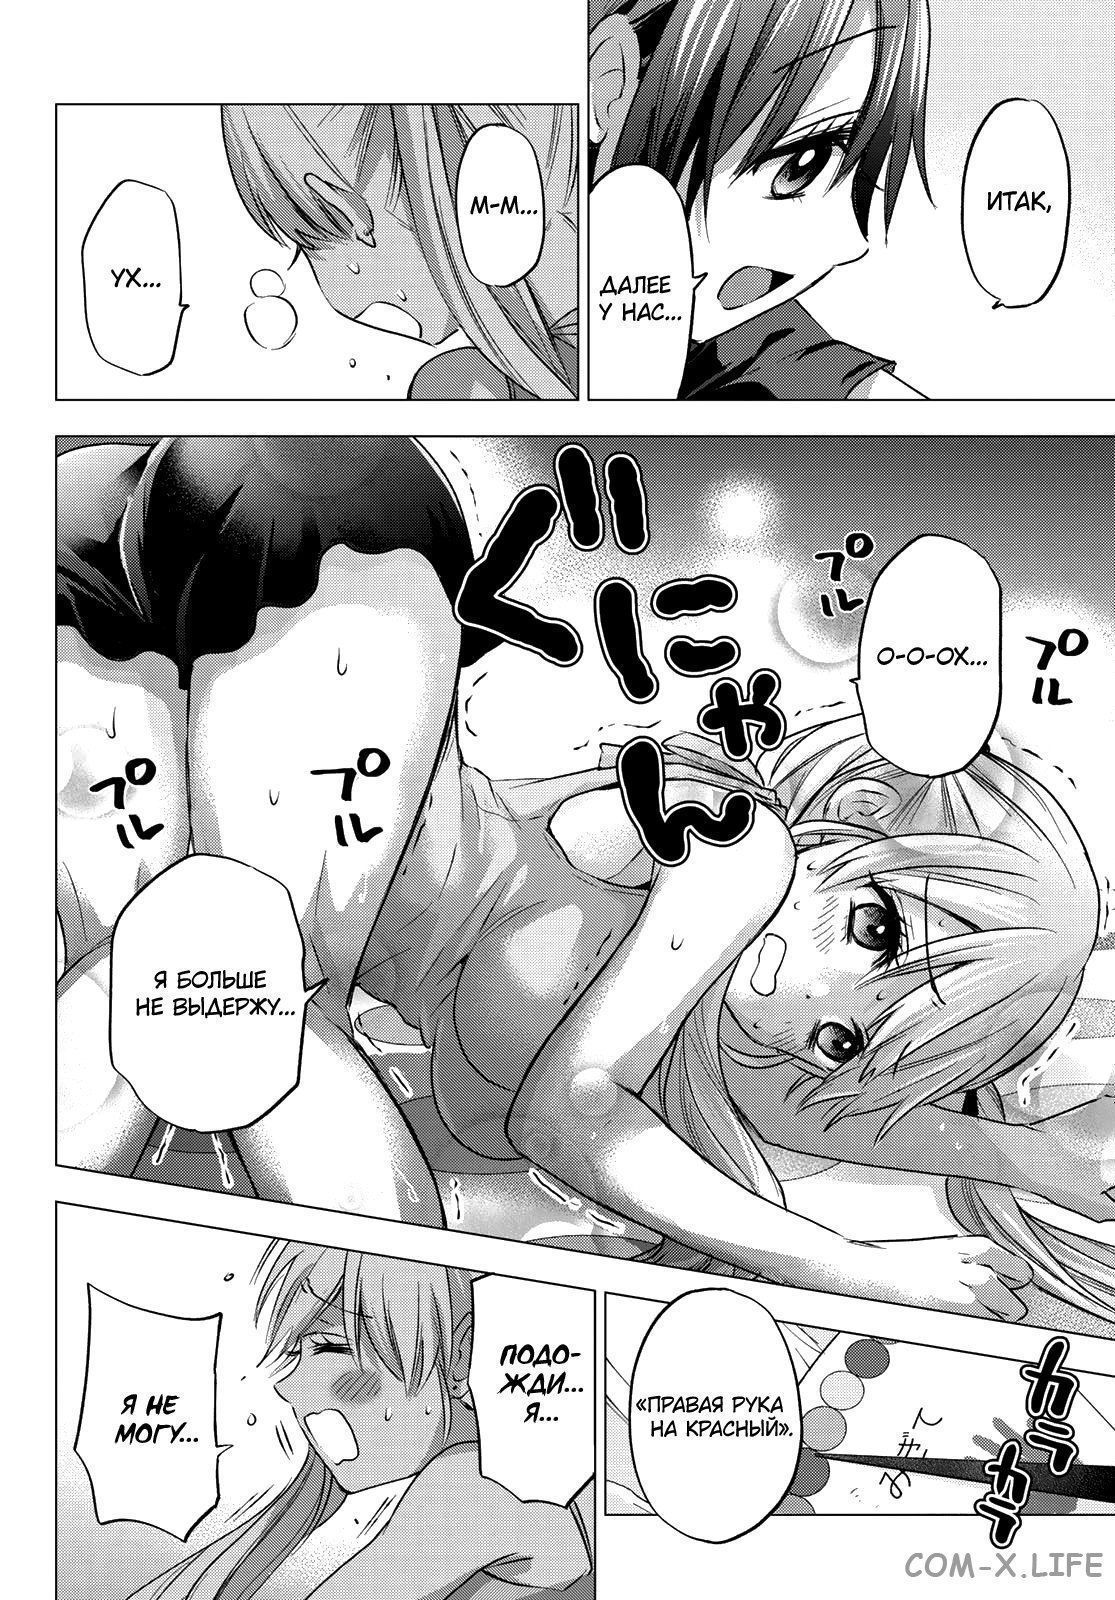 ИТАК,
ДАЛЕЕ
У НАС...
М-М...
УХ...
О-О-ОХ...
プル
プル
ぐにゃん
プル
プル
Я БОЛЬШЕ
НЕ ВЫДЕРЖУ...
«ПРАВАЯ РУКА
НА КРАСНЫЙ».
カラ
カラ
ПОДО-
ЖДИ...
Я...
Я НЕ
МОГУ...
COM-X.LIFE